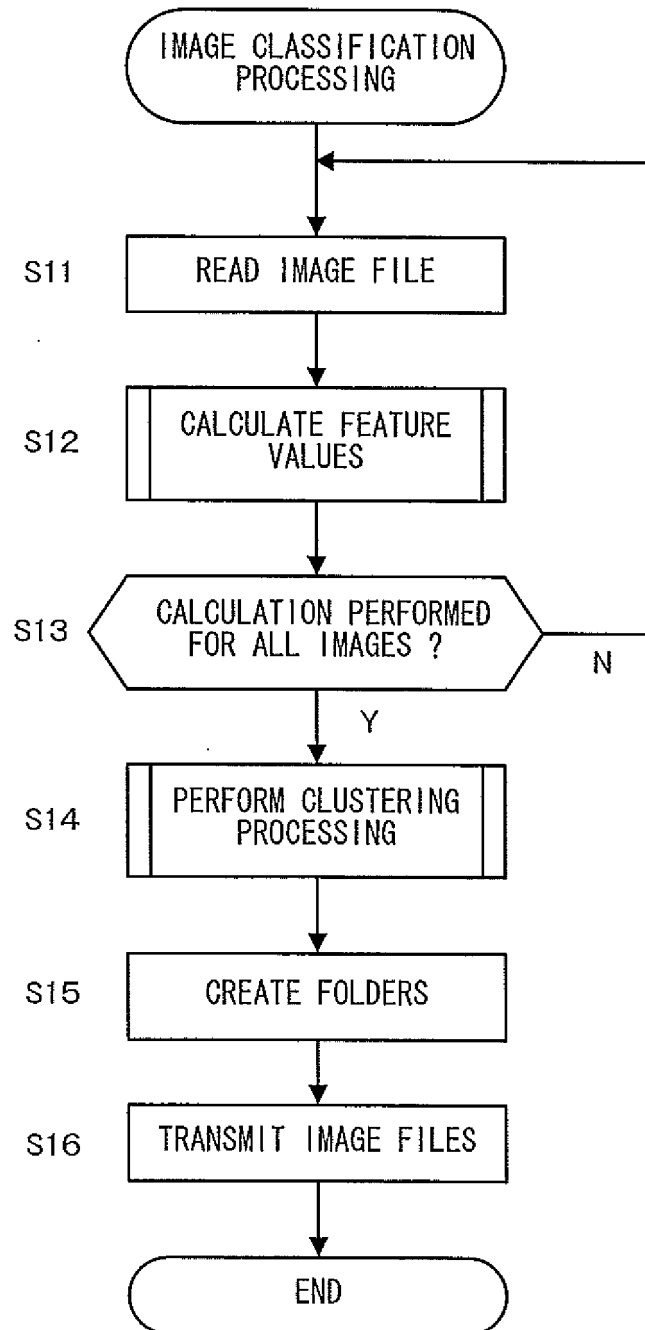 IMAGE CLASSIFICATION
PROCESSING
S11
READ IMAGE FILE
S12
CALCULATE FEATURE
VALUES
S13
CALCULATION PERFORMED
FOR ALL IMAGES ?
N
Y
S14
PERFORM CLUSTERING
PROCESSING
S15
CREATE FOLDERS
S16
TRANSMIT IMAGE FILES
END